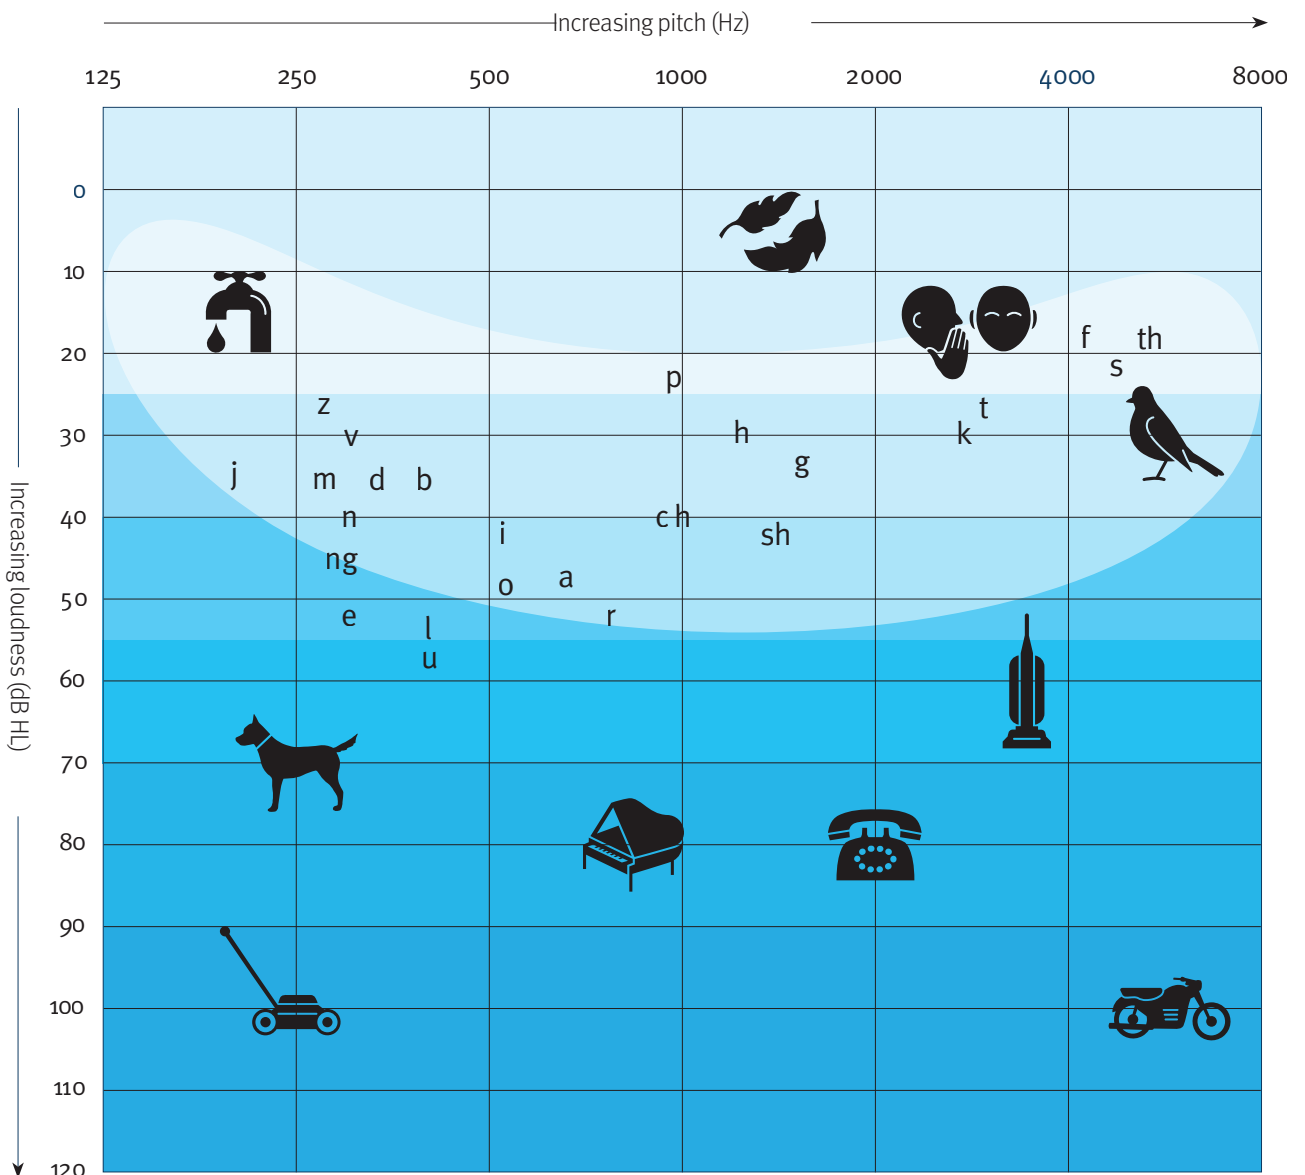 Increasing pitch (Hz)
125 250 500 1000 2000 4000 8000
0
10
f th
20
s
p
z
t
v
h
k
30
g
j
m d b
n
ch
40
i
sh
ng
a
o
50
e
r
l
u
60
70
80
90
100
110
120
Increasing loudness (dB HL)